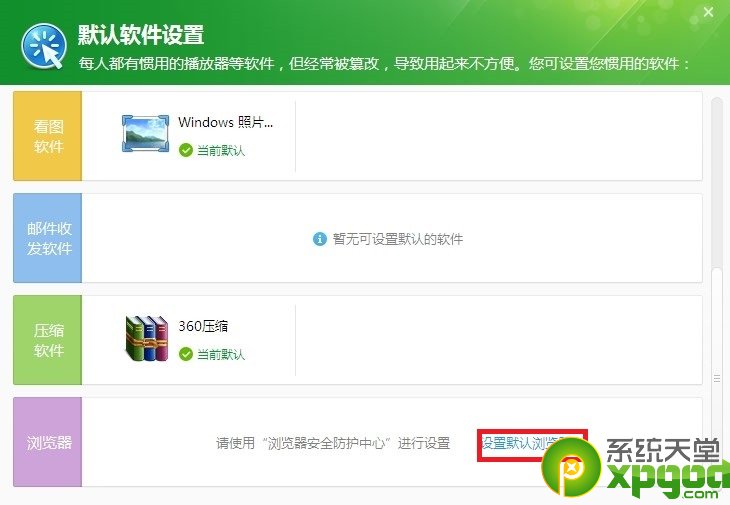 默认软件设置
每人都有惯用的播放器等软件，但经常被篡改，导致用起来不方便。您可设置您惯用的软件：
看图
软件
Windows 照片...
当前默认
邮件收
发软件
暂无可设置默认的软件
压缩
软件
360压缩
当前默认
浏览器
请使用“浏览器安全防护中心”进行设置
设置默认浏览
系统天堂
xpgod
.com